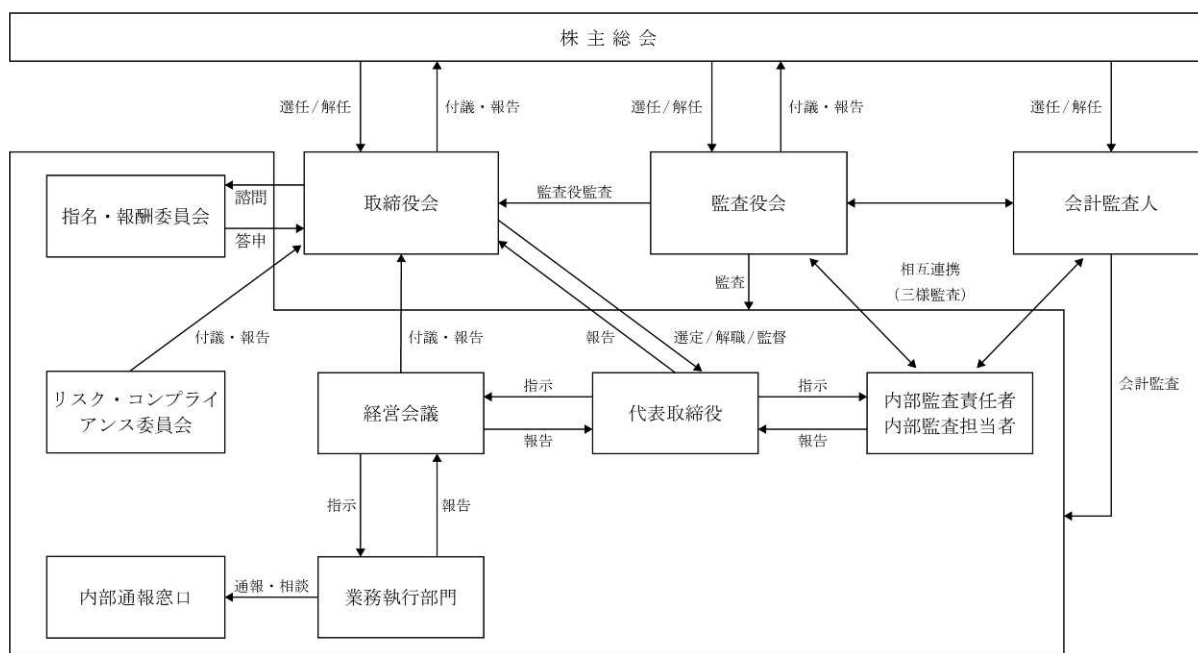 株主総会
選任/解任
付議・報告
選任/解任
付議・報告
選任/解任
指名・報酬委員会
諮問
答申
取締役会
監査役監査
監査役会
会計監査人
監査
相互連携
(三様監査)
付議・報告
付議・報告
報告
選定/解職/監督
会計監査
リスク・コンプライ
アンス委員会
経営会議
指示
報告
代表取締役
指示
報告
内部監査責任者
内部監査担当者
指示
報告
内部通報窓口
通報・相談
業務執行部門